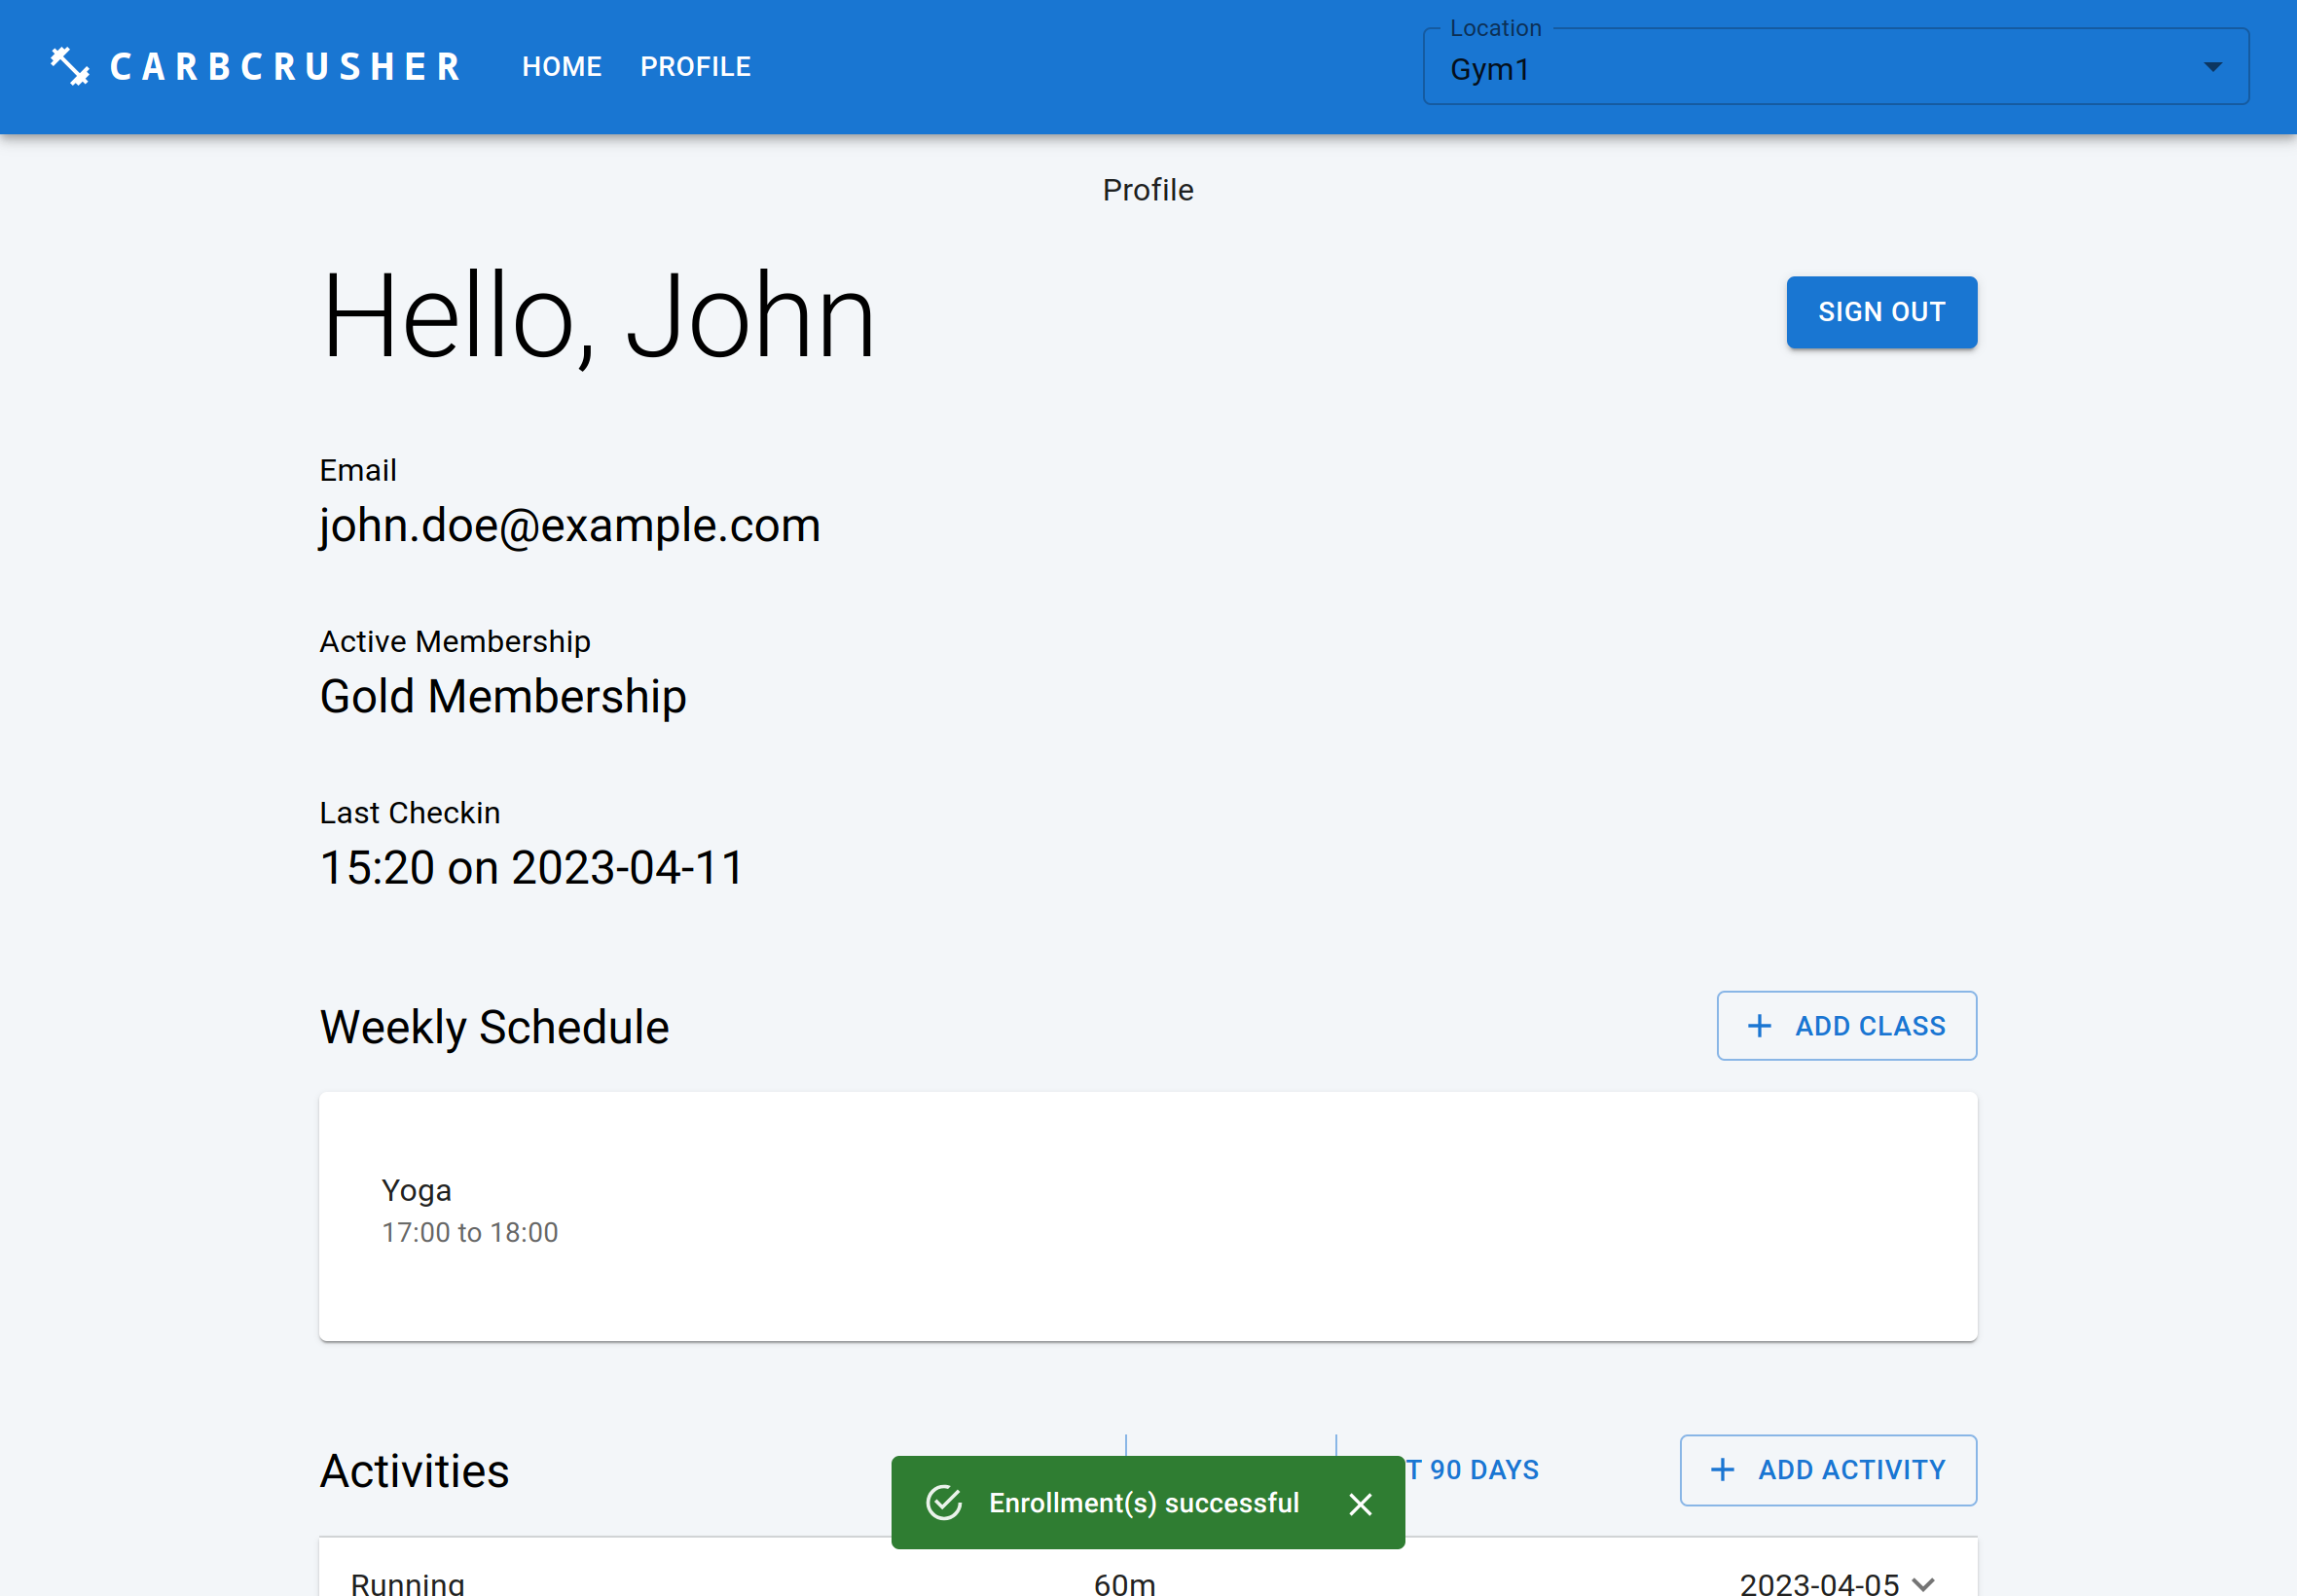 CARBCRUSHER HOME PROFILE
Location
Gym1
Profile
Hello, John
SIGN OUT
Email
john.doe@example.com
Active Membership
Gold Membership
Last Checkin
15:20 on 2023-04-11
Weekly Schedule
ADD CLASS
Yoga
17:00 to 18:00
Activities
90 DAYS
ADD ACTIVITY
Enrollment(s) successful
Running 60m 2023-04-05